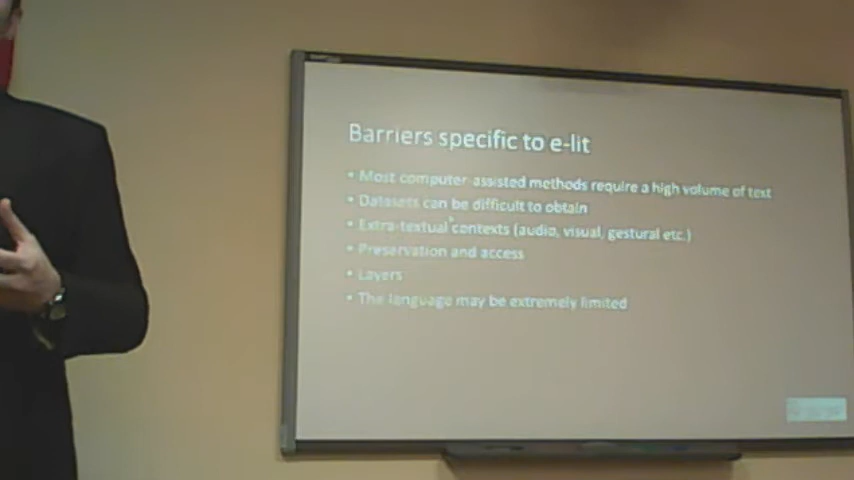 Barriers specific to e-lit
• Most computer-assisted methods require a high volume of text
• Datasets can be difficult to obtain
• Extra-textual contexts (audio, visual, gestural etc.)
• Preservation and access
• Layers
• The language may be extremely limited